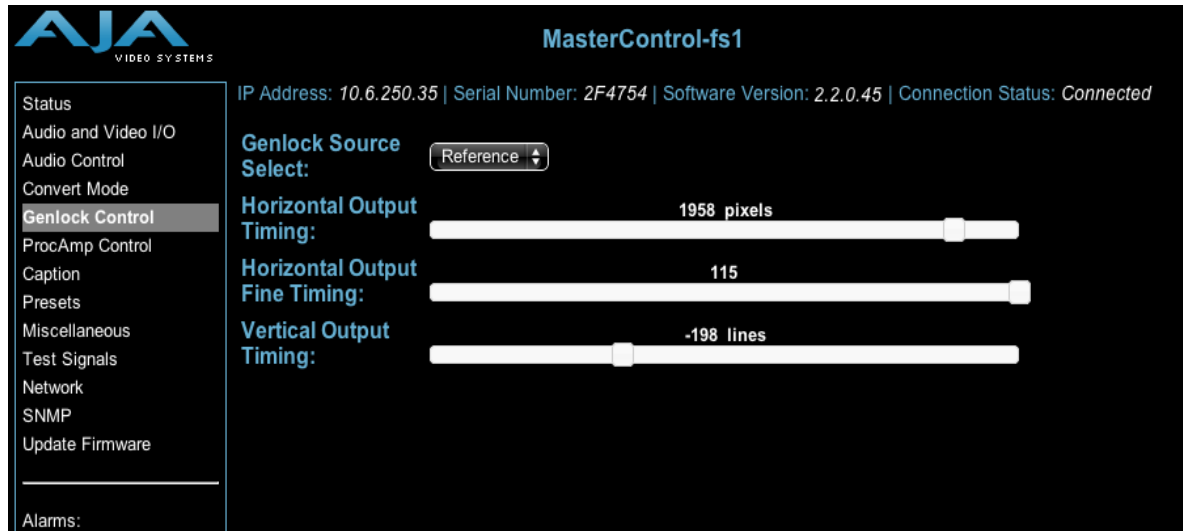 AJA
VIDEO SYSTEMS
MasterControl-fs1
IP Address: 10.6.250.35 | Serial Number: 2F4754 | Software Version: 2.2.0.45 | Connection Status: Connected
Status
Audio and Video I/O
Audio Control
Convert Mode
Genlock Control
ProcAmp Control
Caption
Presets
Miscellaneous
Test Signals
Network
SNMP
Update Firmware
Alarms:
Genlock Source
Select:
Reference
Horizontal Output
Timing:
1958 pixels
Horizontal Output
Fine Timing:
115
Vertical Output
Timing:
-198 lines